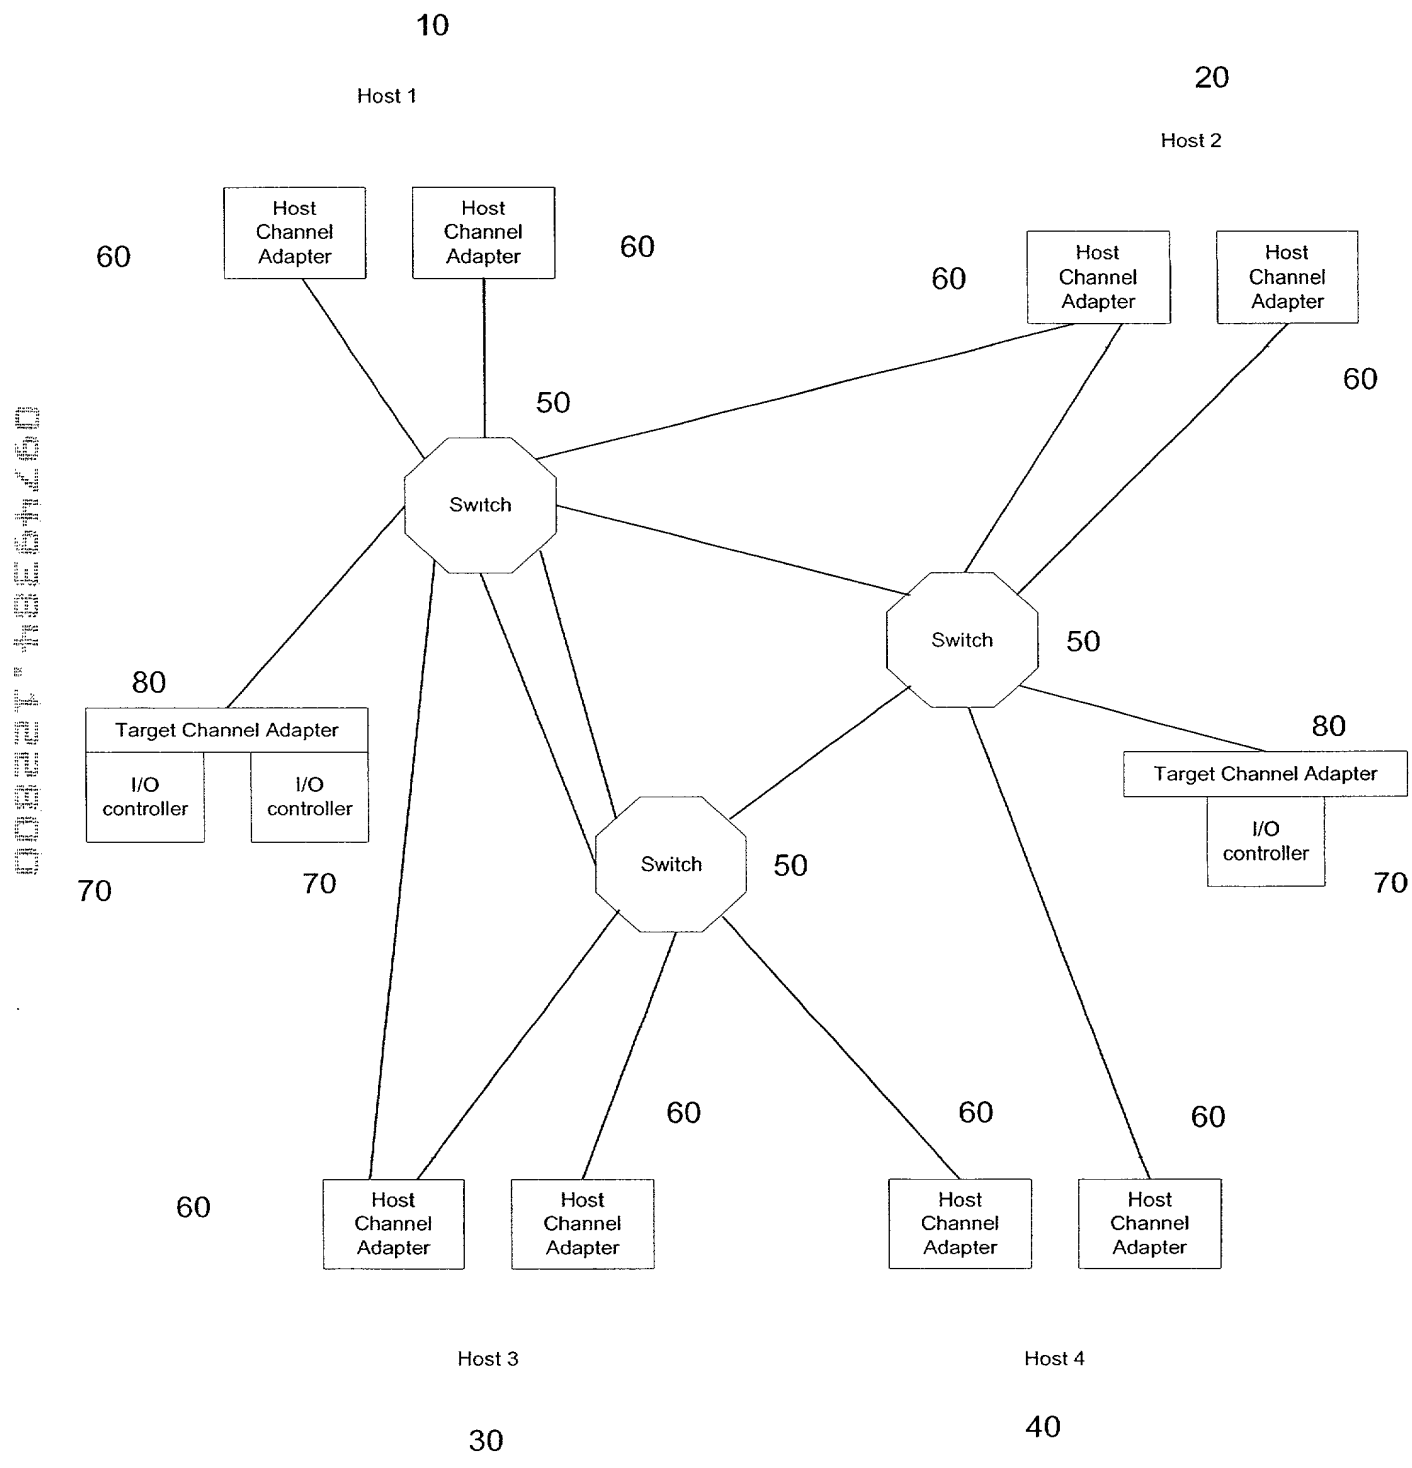 10
Host 1
20
Host 2
Host
Channel
Adapter
Host
Channel
Adapter
60
60
Host
Channel
Adapter
Host
Channel
Adapter
60
60
50
Switch
Switch
50
80
Target Channel Adapter
I/O
controller
I/O
controller
70
70
80
Target Channel Adapter
I/O
controller
70
Switch
50
60
60
60
60
Host
Channel
Adapter
Host
Channel
Adapter
Host
Channel
Adapter
Host
Channel
Adapter
Host 3
Host 4
30
40
09749384.122800